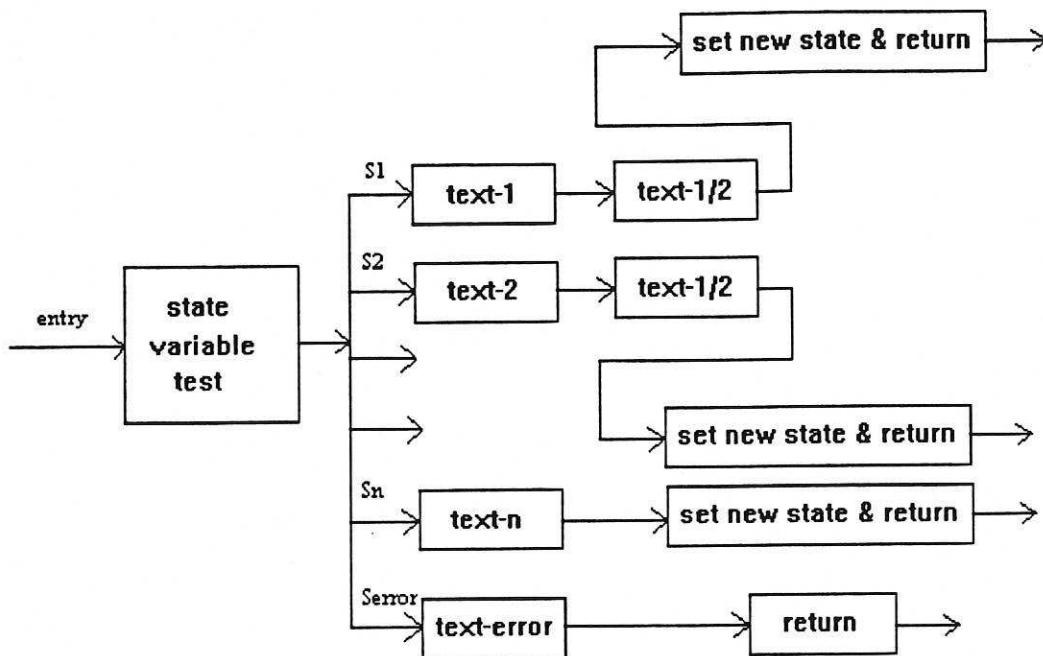 set new state & return
S1
text-1
text-1/2
S2
text-2
text-1/2
entry
state
variable
test
set new state & return
Sn
text-n
set new state & return
Serror
text-error
return